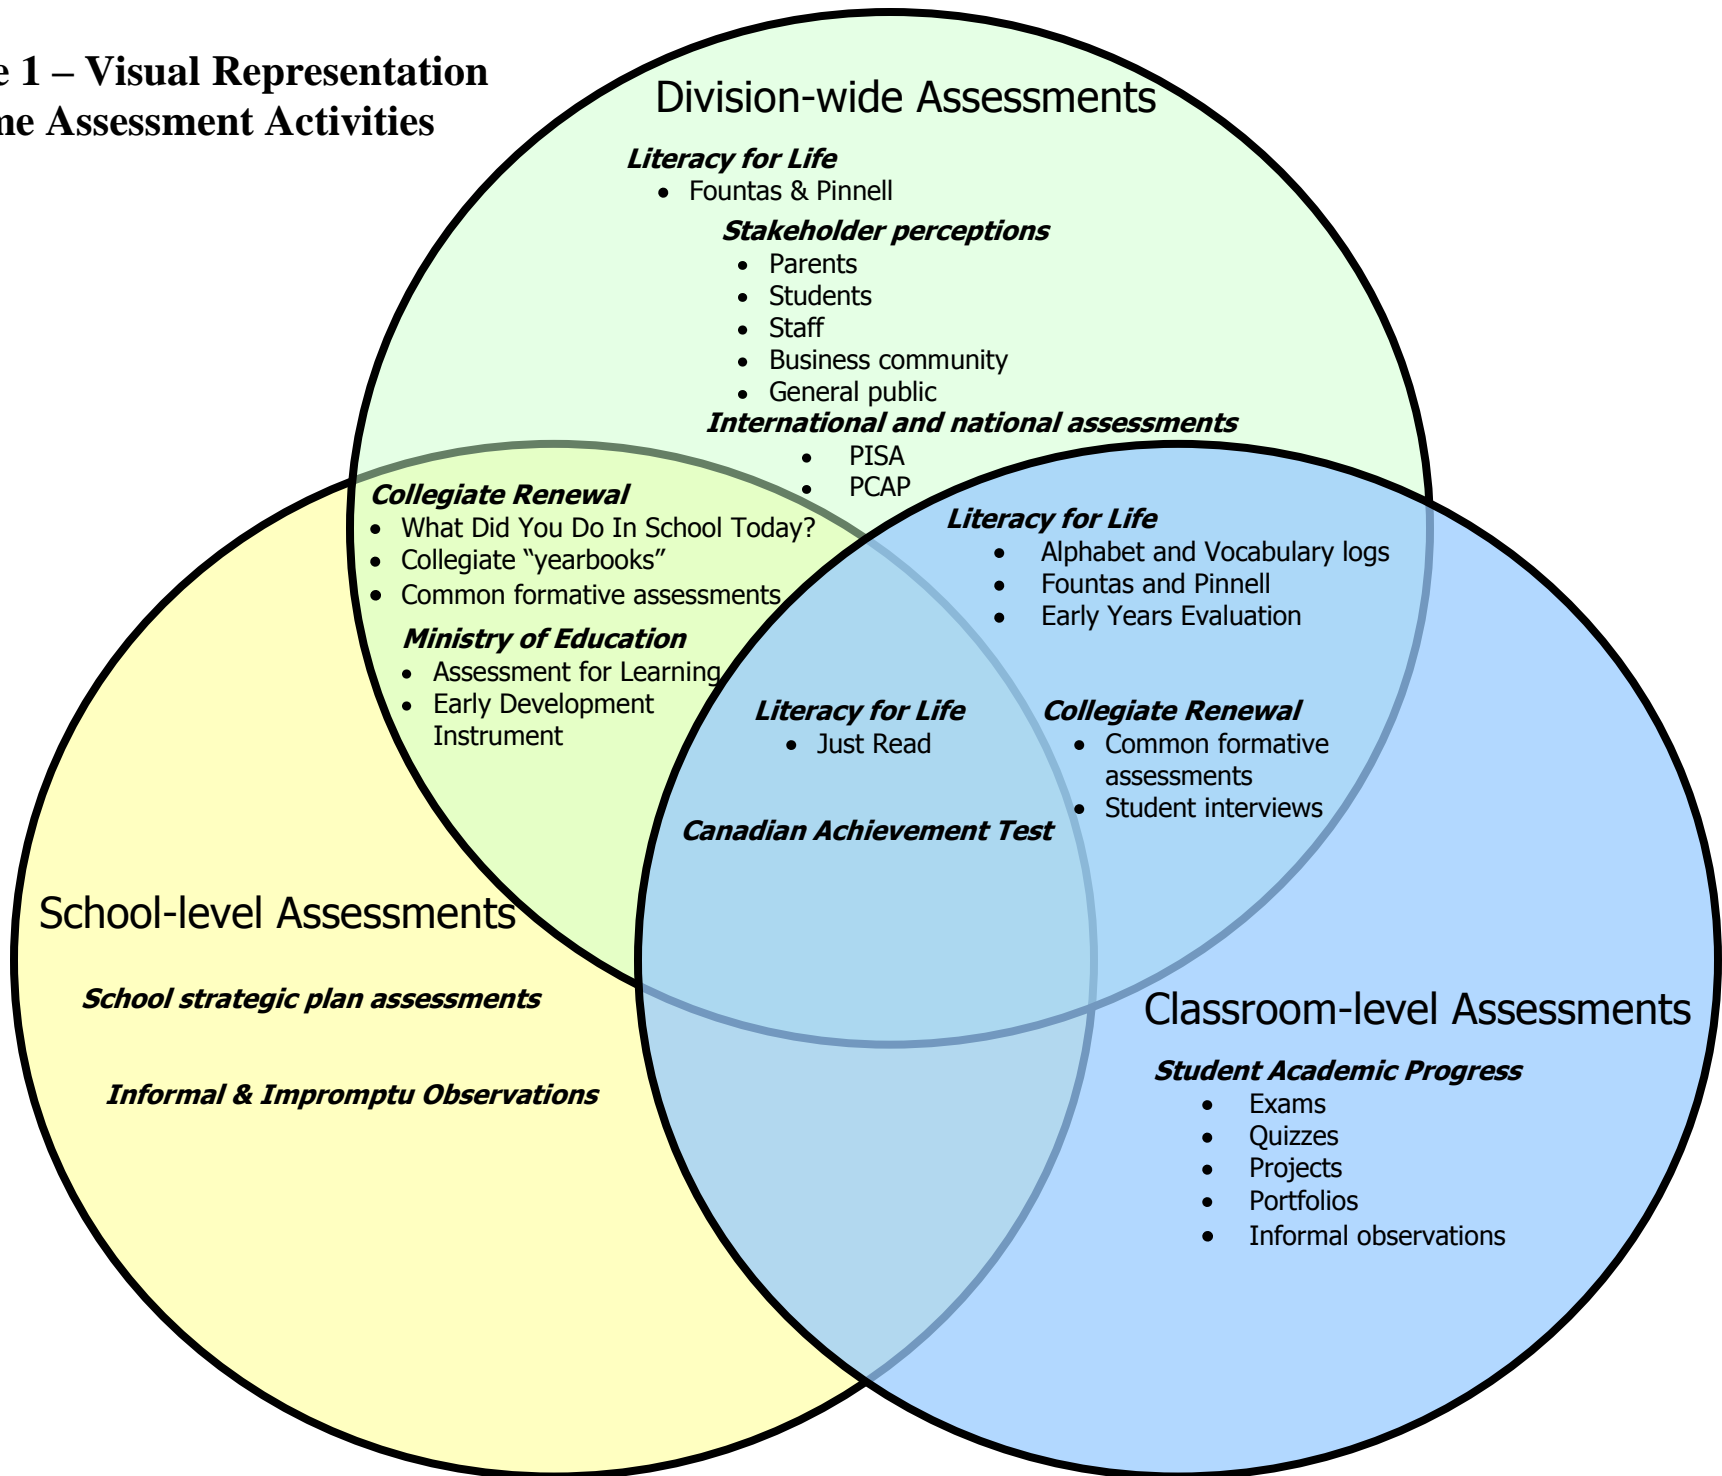 e 1 – Visual Representation
me Assessment Activities
Division-wide Assessments
Literacy for Life
• Fountas & Pinnell
Stakeholder perceptions
• Parents
• Students
• Staff
• Business community
• General public
International and national assessments
• PISA
• PCAP
Collegiate Renewal
• What Did You Do In School Today?
• Collegiate “yearbooks”
• Common formative assessments
Ministry of Education
• Assessment for Learning
• Early Development
Instrument
Literacy for Life
• Alphabet and Vocabulary logs
• Fountas and Pinnell
• Early Years Evaluation
Literacy for Life
• Just Read
Canadian Achievement Test
Collegiate Renewal
• Common formative
assessments
• Student interviews
School-level Assessments
School strategic plan assessments
Informal & Impromptu Observations
Classroom-level Assessments
Student Academic Progress
• Exams
• Quizzes
• Projects
• Portfolios
• Informal observations